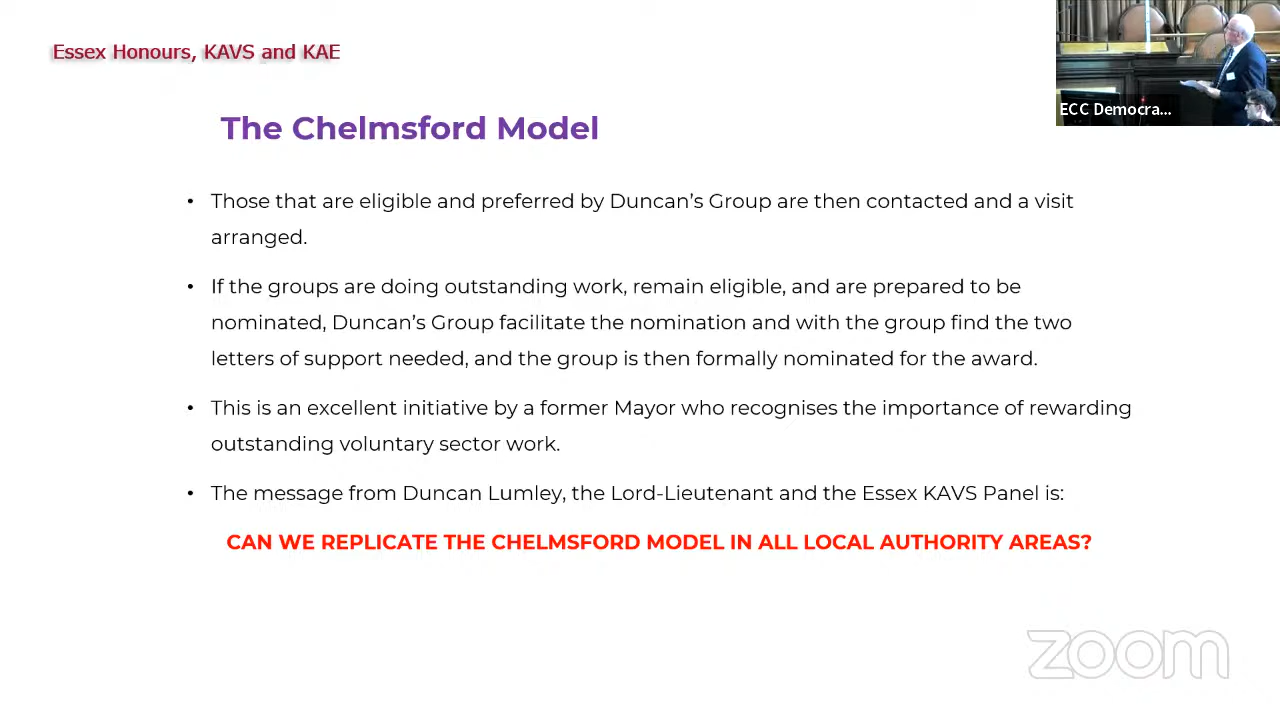 Essex Honours, KAVS and KAE
ECC Democra...
The Chelmsford Model
• Those that are eligible and preferred by Duncan’s Group are then contacted and a visit
arranged.
• If the groups are doing outstanding work, remain eligible, and are prepared to be
nominated, Duncan’s Group facilitate the nomination and with the group find the two
letters of support needed, and the group is then formally nominated for the award.
• This is an excellent initiative by a former Mayor who recognises the importance of rewarding
outstanding voluntary sector work.
• The message from Duncan Lumley, the Lord-Lieutenant and the Essex KAVS Panel is:
CAN WE REPLICATE THE CHELMSFORD MODEL IN ALL LOCAL AUTHORITY AREAS?
zoom